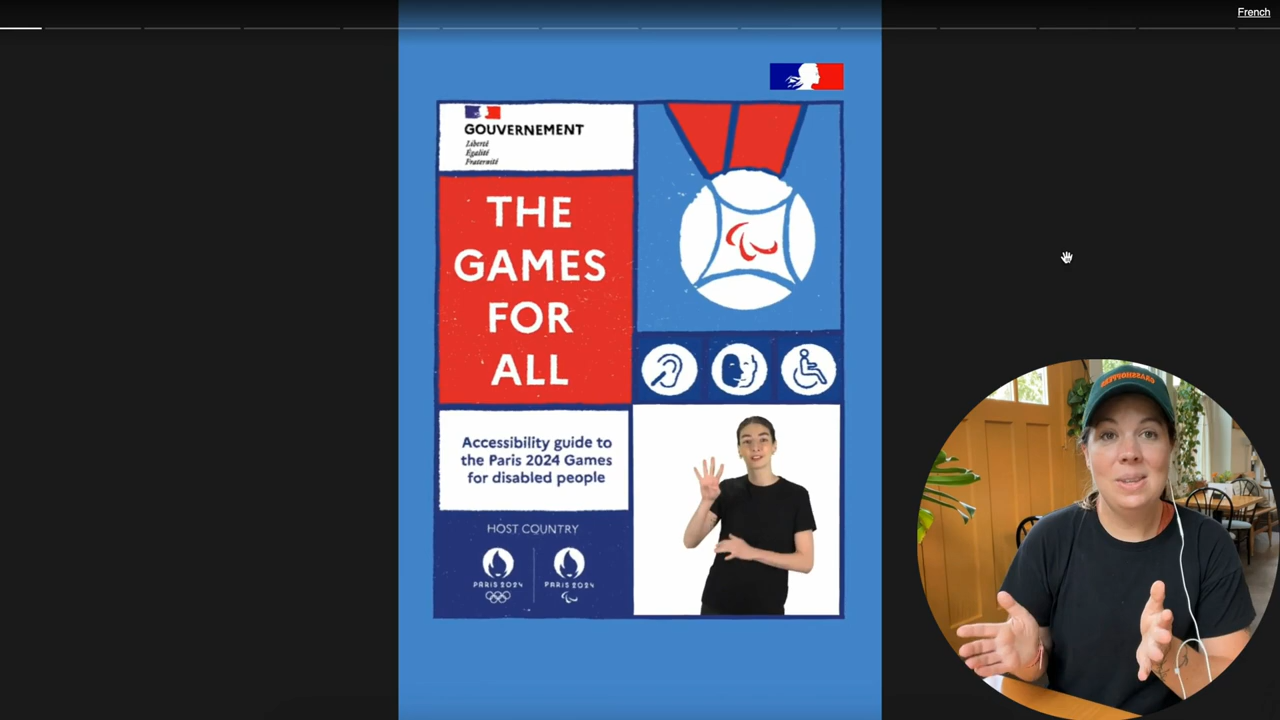 French
GOUVERNEMENT
Liberté
Égalité
Fraternité
THE
GAMES
FOR
ALL
Accessibility guide to
the Paris 2024 Games
for disabled people
HOST COUNTRY
PARIS 2024
PARIS 2024